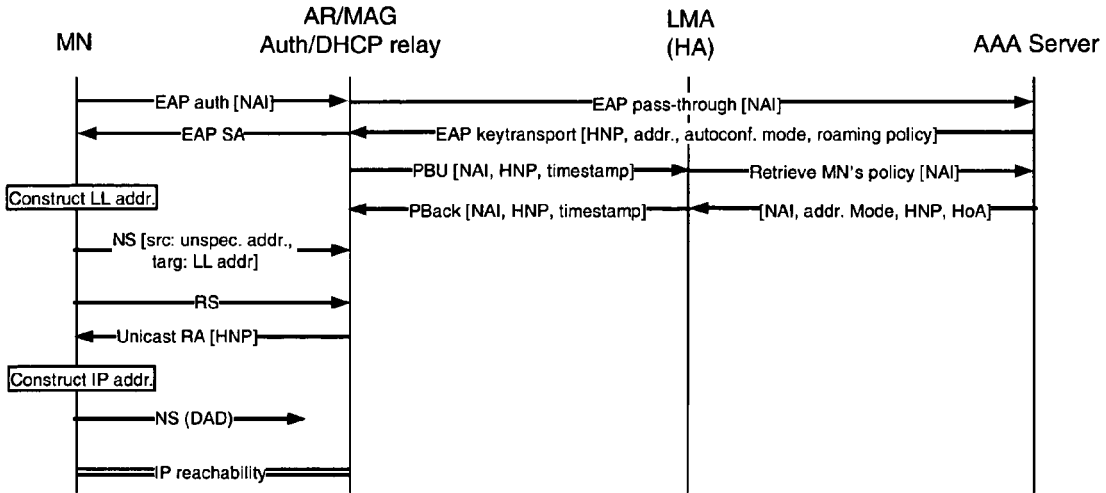 MN
AR/MAG
Auth/DHCP relay
LMA
(HA)
AAA Server
EAP auth [NAI]
EAP pass-through [NAI]
EAP SA
EAP keytransport [HNP, addr., autoconf. mode, roaming policy]
PBU [NAI, HNP, timestamp]
Retrieve MN's policy [NAI]
Construct LL addr.
PBack [NAI, HNP, timestamp]
[NAI, addr. Mode, HNP, HoA]
NS [src: unspec. addr.,
targ: LL addr]
RS
Unicast RA [HNP]
Construct IP addr.
NS (DAD)
IP reachability